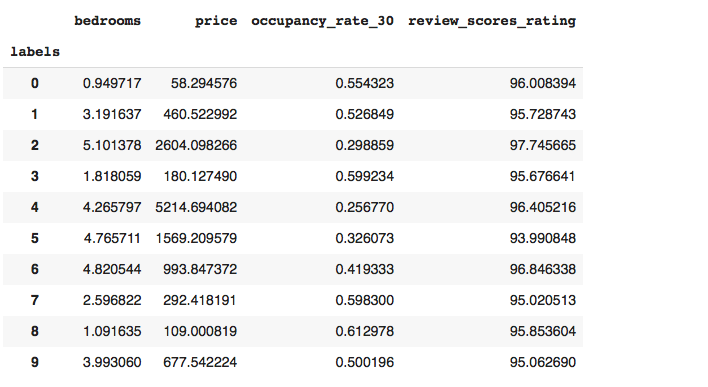 bedrooms price occupancy_rate_30 review_scores_rating
labels
0 0.949717 58.294576 0.554323 96.008394
1 3.191637 460.522992 0.526849 95.728743
2 5.101378 2604.098266 0.298859 97.745665
3 1.818059 180.127490 0.599234 95.676641
4 4.265797 5214.694082 0.256770 96.405216
5 4.765711 1569.209579 0.326073 93.990848
6 4.820544 993.847372 0.419333 96.846338
7 2.596822 292.418191 0.598300 95.020513
8 1.091635 109.000819 0.612978 95.853604
9 3.993060 677.542224 0.500196 95.062690